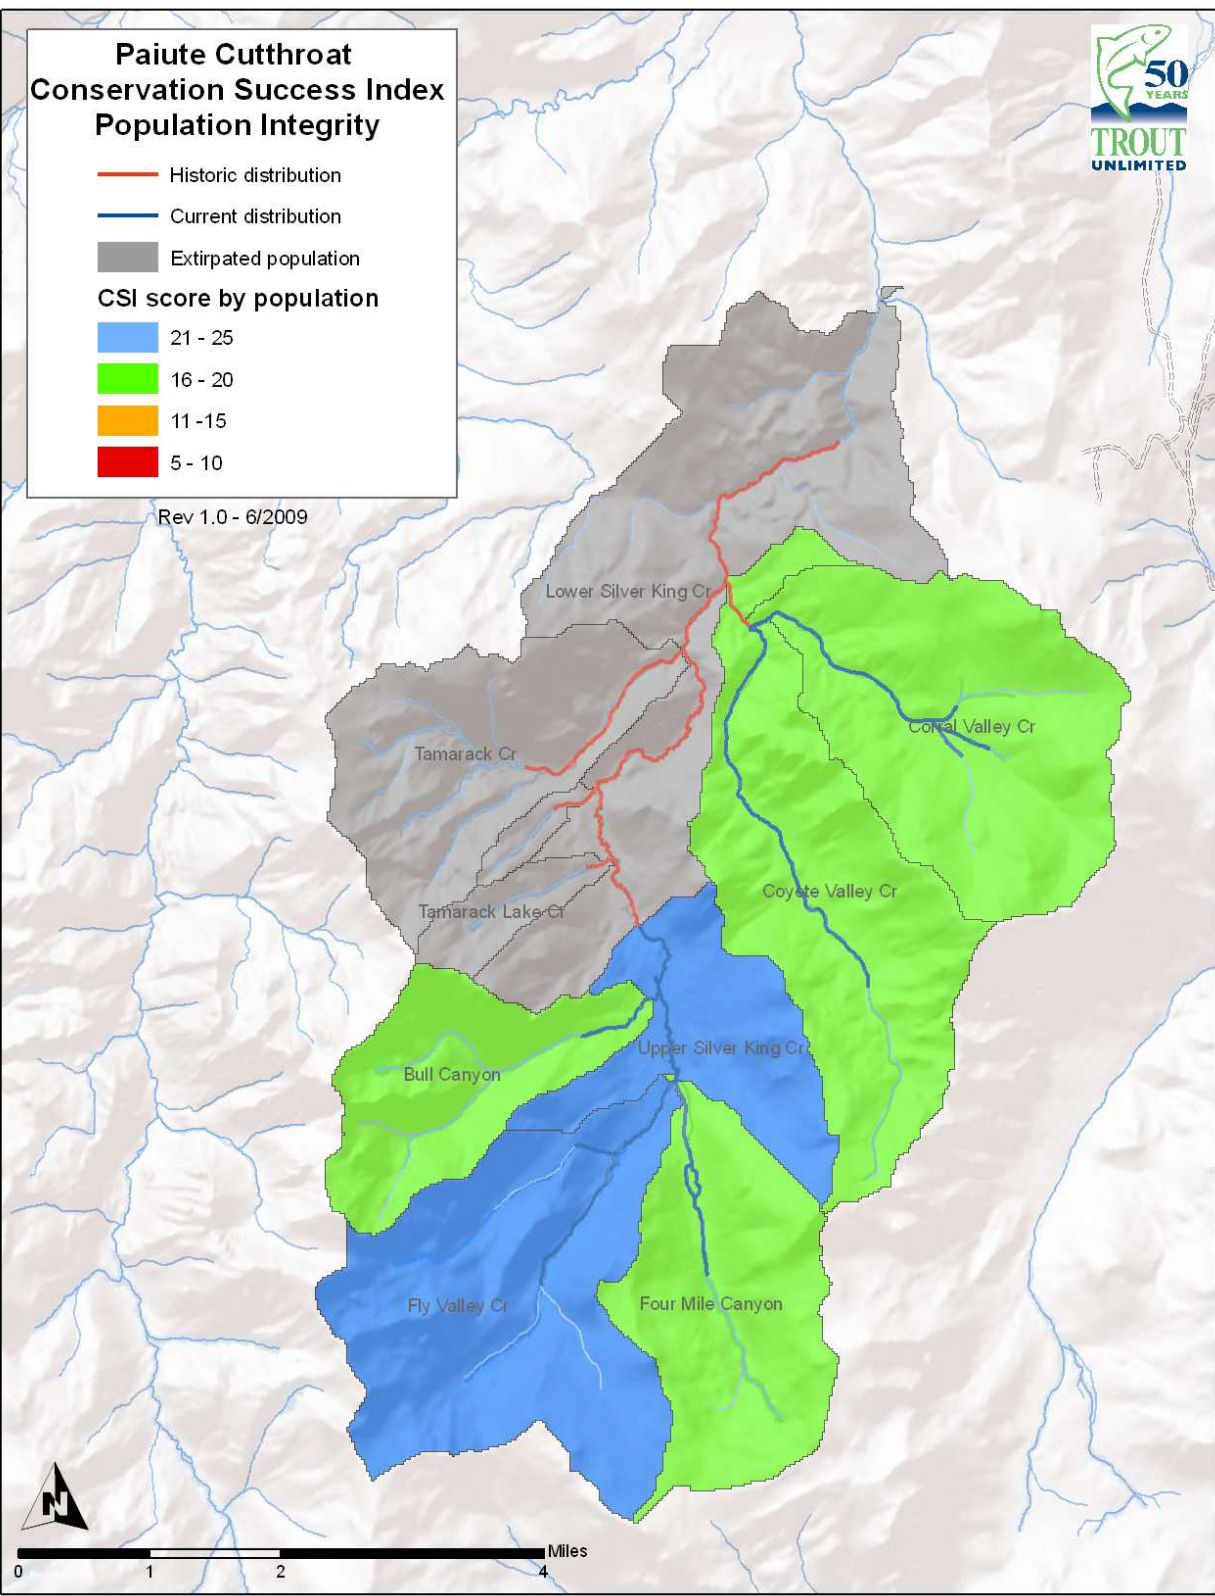 Paiute Cutthroat
Conservation Success Index
Population Integrity
Historic distribution
Current distribution
Extirpated population
CSI score by population
21 - 25
16 - 20
11 -15
5 - 10
Rev 1.0 - 6/2009
50
YEARS
TROUT
UNLIMITED
Lower Silver King Cr
Tamarack Cr
Corral Valley Cr
Coyote Valley Cr
Tamarack Lake Cr
Upper Silver King Cr
Bull Canyon
Fly Valley Cr
Four Mile Canyon
N
Miles
0 1 2 4